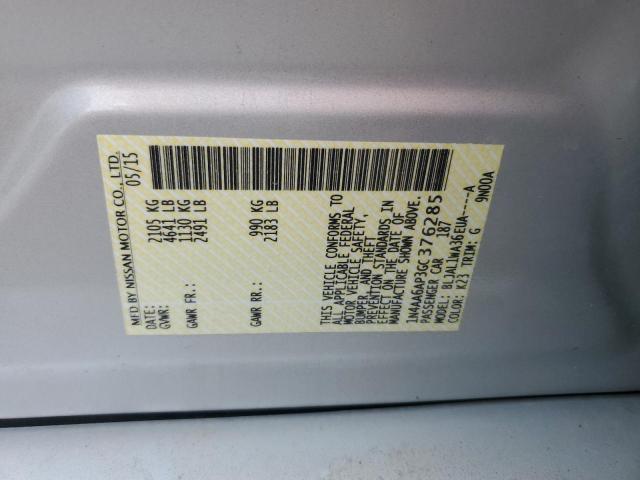 MFD BY NISSAN MOTOR CO., LTD.
DATE: 05/15
GVWR: 2105 KG
4641 LB
GAWR FR.: 1130 KG
2491 LB
GAWR RR.: 990 KG
2183 LB
THIS VEHICLE CONFORMS TO
ALL APPLICABLE FEDERAL
MOTOR VEHICLE SAFETY,
BUMPER, AND THEFT
PREVENTION STANDARDS IN
EFFECT ON THE DATE OF
MANUFACTURE SHOWN ABOVE.
1N4AA6AP3GC376285
PASSENGER CAR 187
MODEL: BL3ALLWA36EUA----A
COLOR: K23 TRIM: G 9N00A